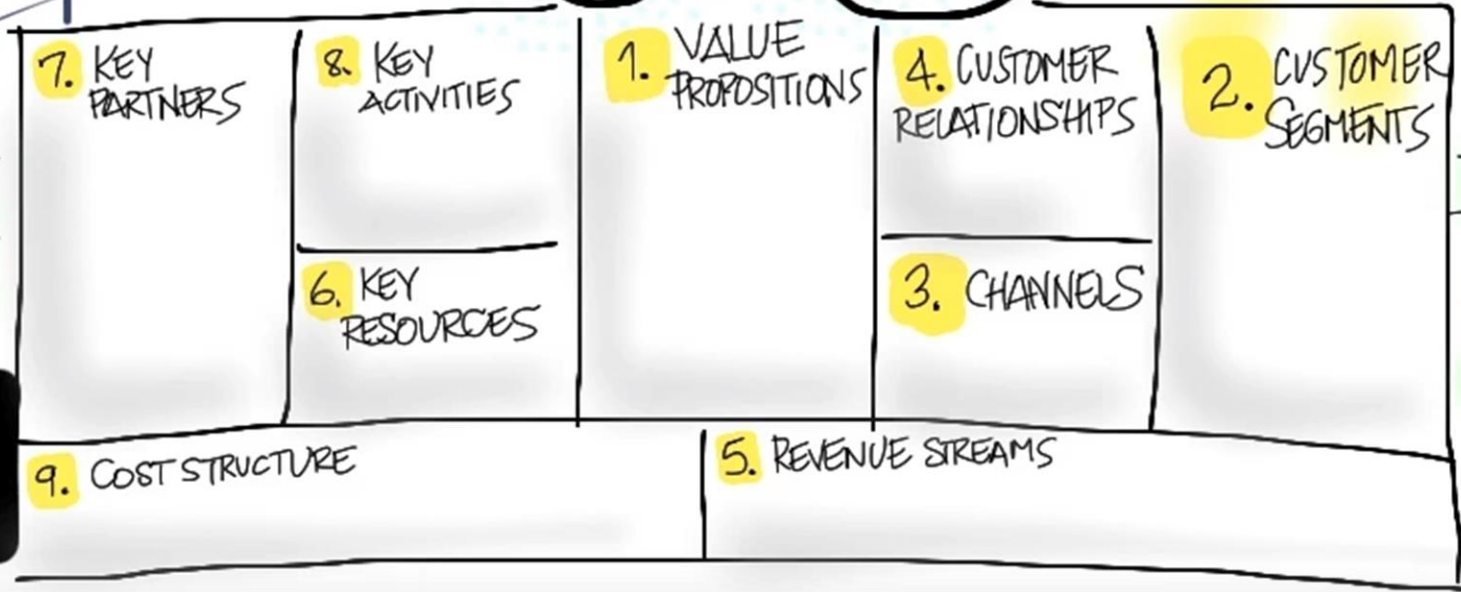 7. KEY
PARTNERS
8. KEY
ACTIVITIES
6. KEY
RESOURCES
1. VALUE
PROPOSITIONS
4. CUSTOMER
RELATIONSHIPS
3. CHANNELS
2. CUSTOMER
SEGMENTS
9. COST STRUCTURE
5. REVENUE STREAMS